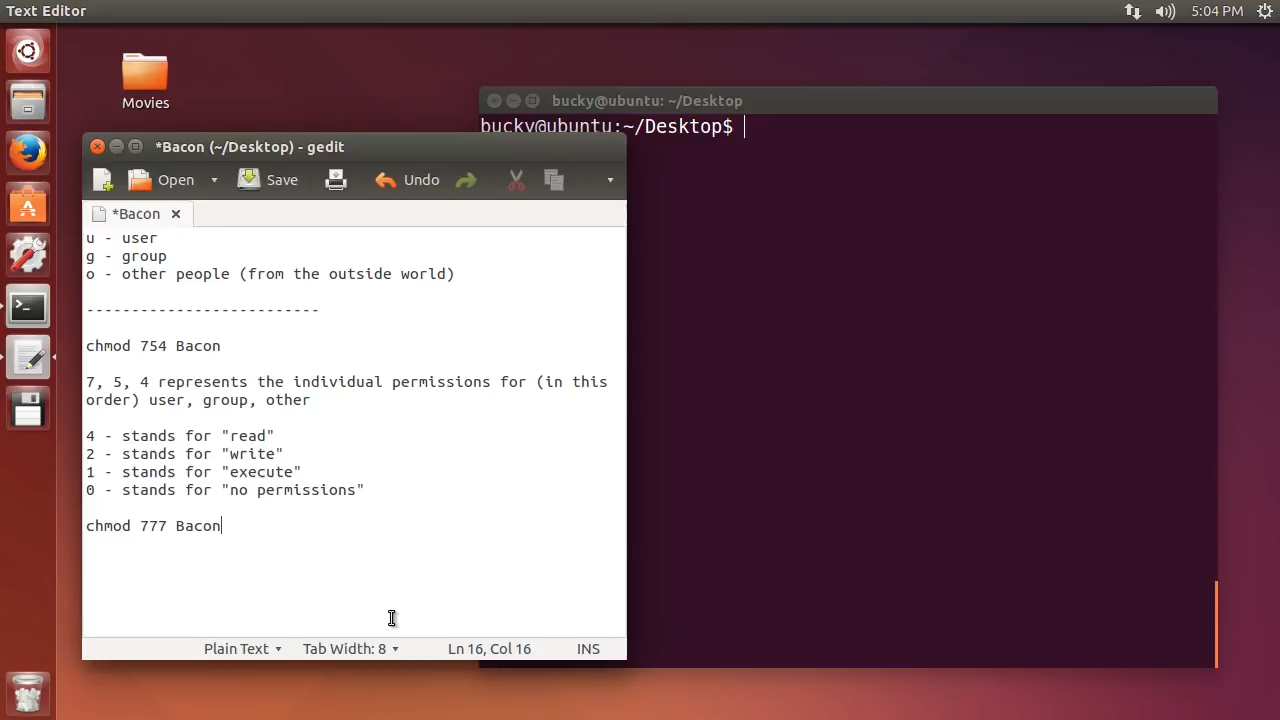 Text Editor
5:04 PM
Movies
bucky@ubuntu: ~/Desktop
bucky@ubuntu:~/Desktop$
*Bacon (~/Desktop) - gedit
Open Save Undo
*Bacon
u - user
g - group
o - other people (from the outside world)
--------------------------
chmod 754 Bacon
7, 5, 4 represents the individual permissions for (in this
order) user, group, other
4 - stands for "read"
2 - stands for "write"
1 - stands for "execute"
0 - stands for "no permissions"
chmod 777 Bacon
Plain Text Tab Width: 8 Ln 16, Col 16 INS